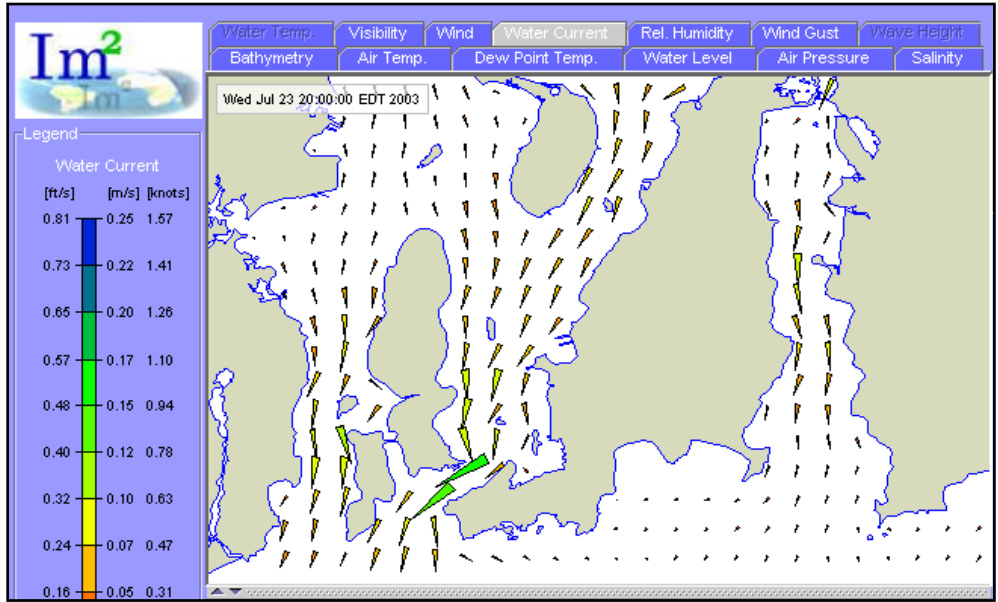 Im²
Im²
Water Temp. Visibility Wind Water Current Rel. Humidity Wind Gust Wave Height
Bathymetry Air Temp. Dew Point Temp. Water Level Air Pressure Salinity
Wed Jul 23 20:00:00 EDT 2003
Legend
Water Current
[ft/s] [m/s] [knots]
0.81 0.25 1.57
0.73 0.22 1.41
0.65 0.20 1.26
0.57 0.17 1.10
0.48 0.15 0.94
0.40 0.12 0.78
0.32 0.10 0.63
0.24 0.07 0.47
0.16 0.05 0.31